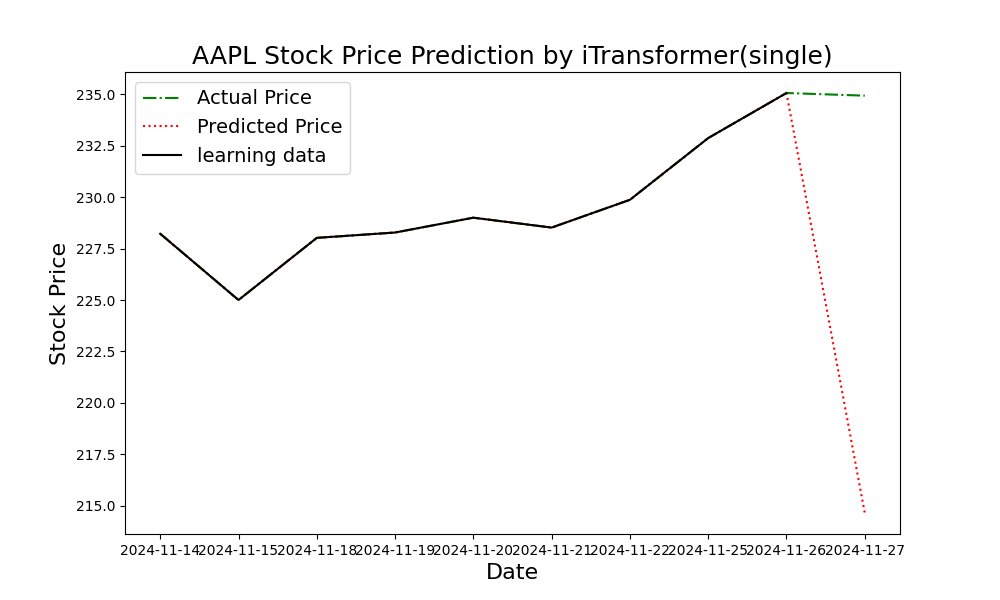 AAPL Stock Price Prediction by iTransformer(single)
Actual Price
Predicted Price
learning data
235.0
232.5
230.0
227.5
225.0
222.5
220.0
217.5
215.0
Stock Price
2024-11-14 2024-11-15 2024-11-18 2024-11-19 2024-11-20 2024-11-21 2024-11-22 2024-11-25 2024-11-26 2024-11-27
Date